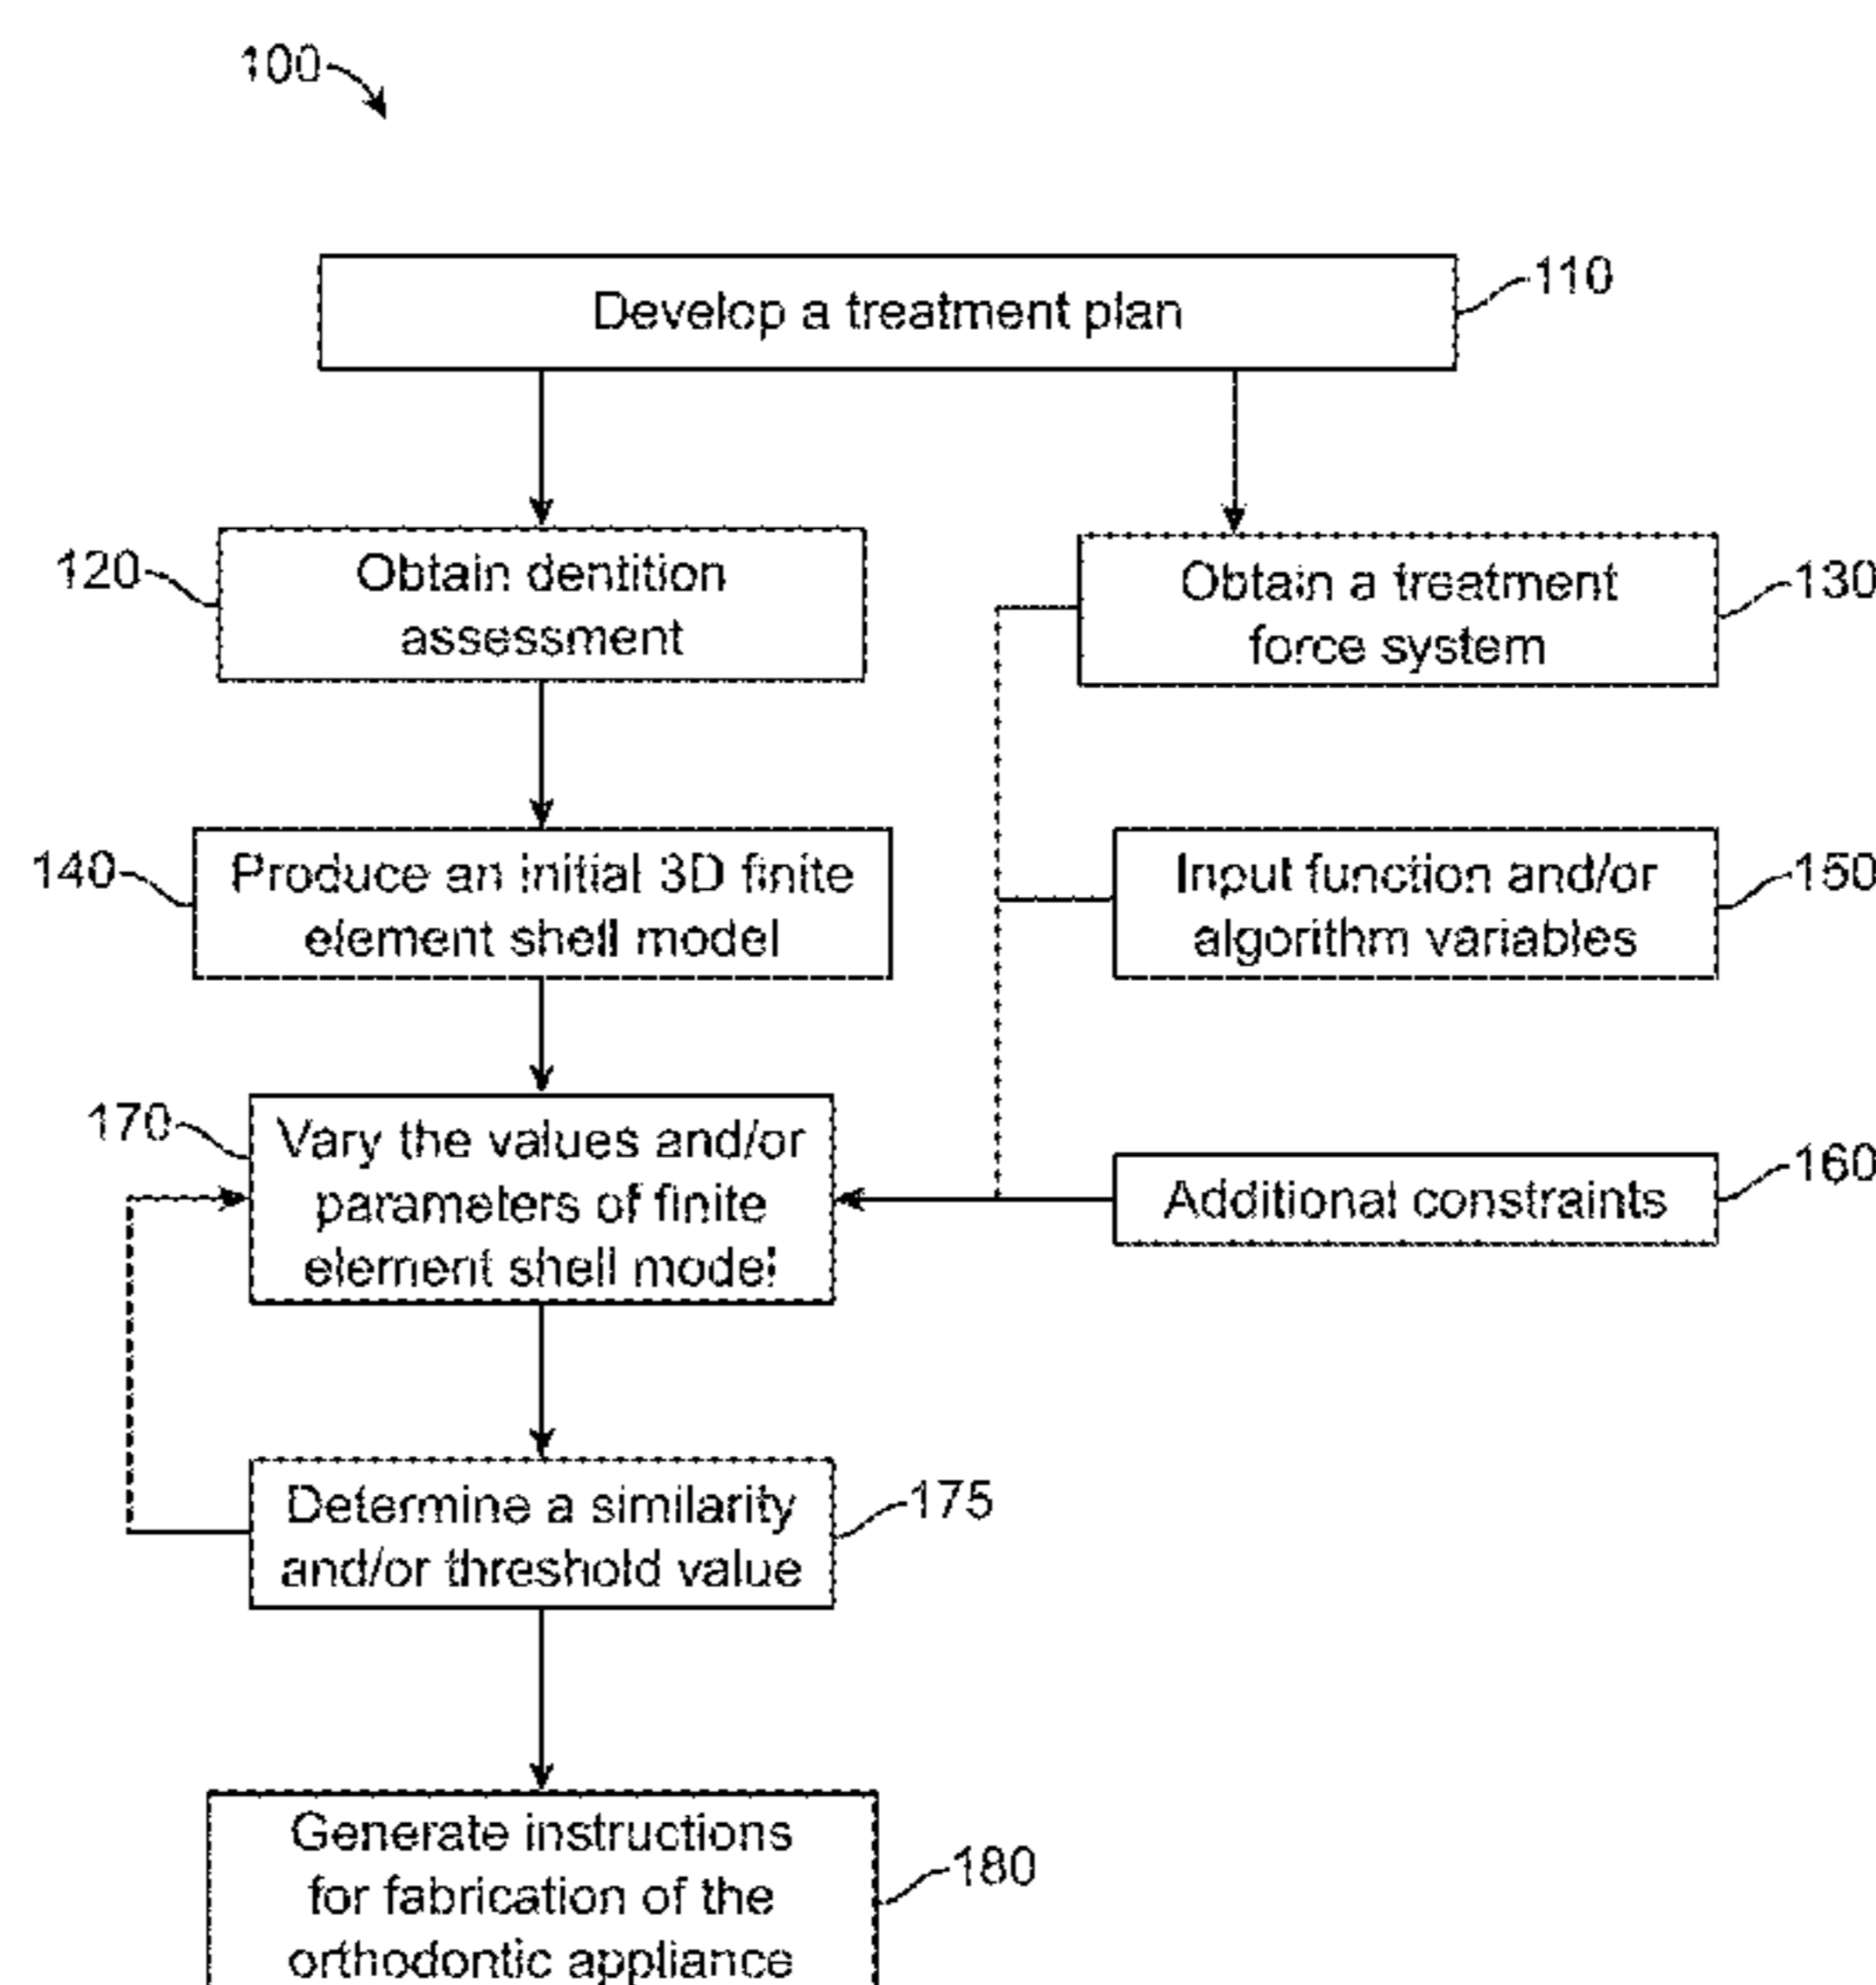 100
Develop a treatment plan
110
120
Obtain dentition
assessment
Obtain a treatment
force system
130
140
Produce an initial 3D finite
element shell model
Input function and/or
algorithm variables
150
170
Vary the values and/or
parameters of finite
element shell model
Additional constraints
160
Determine a similarity
and/or threshold value
175
Generate instructions
for fabrication of the
orthodontic appliance
180